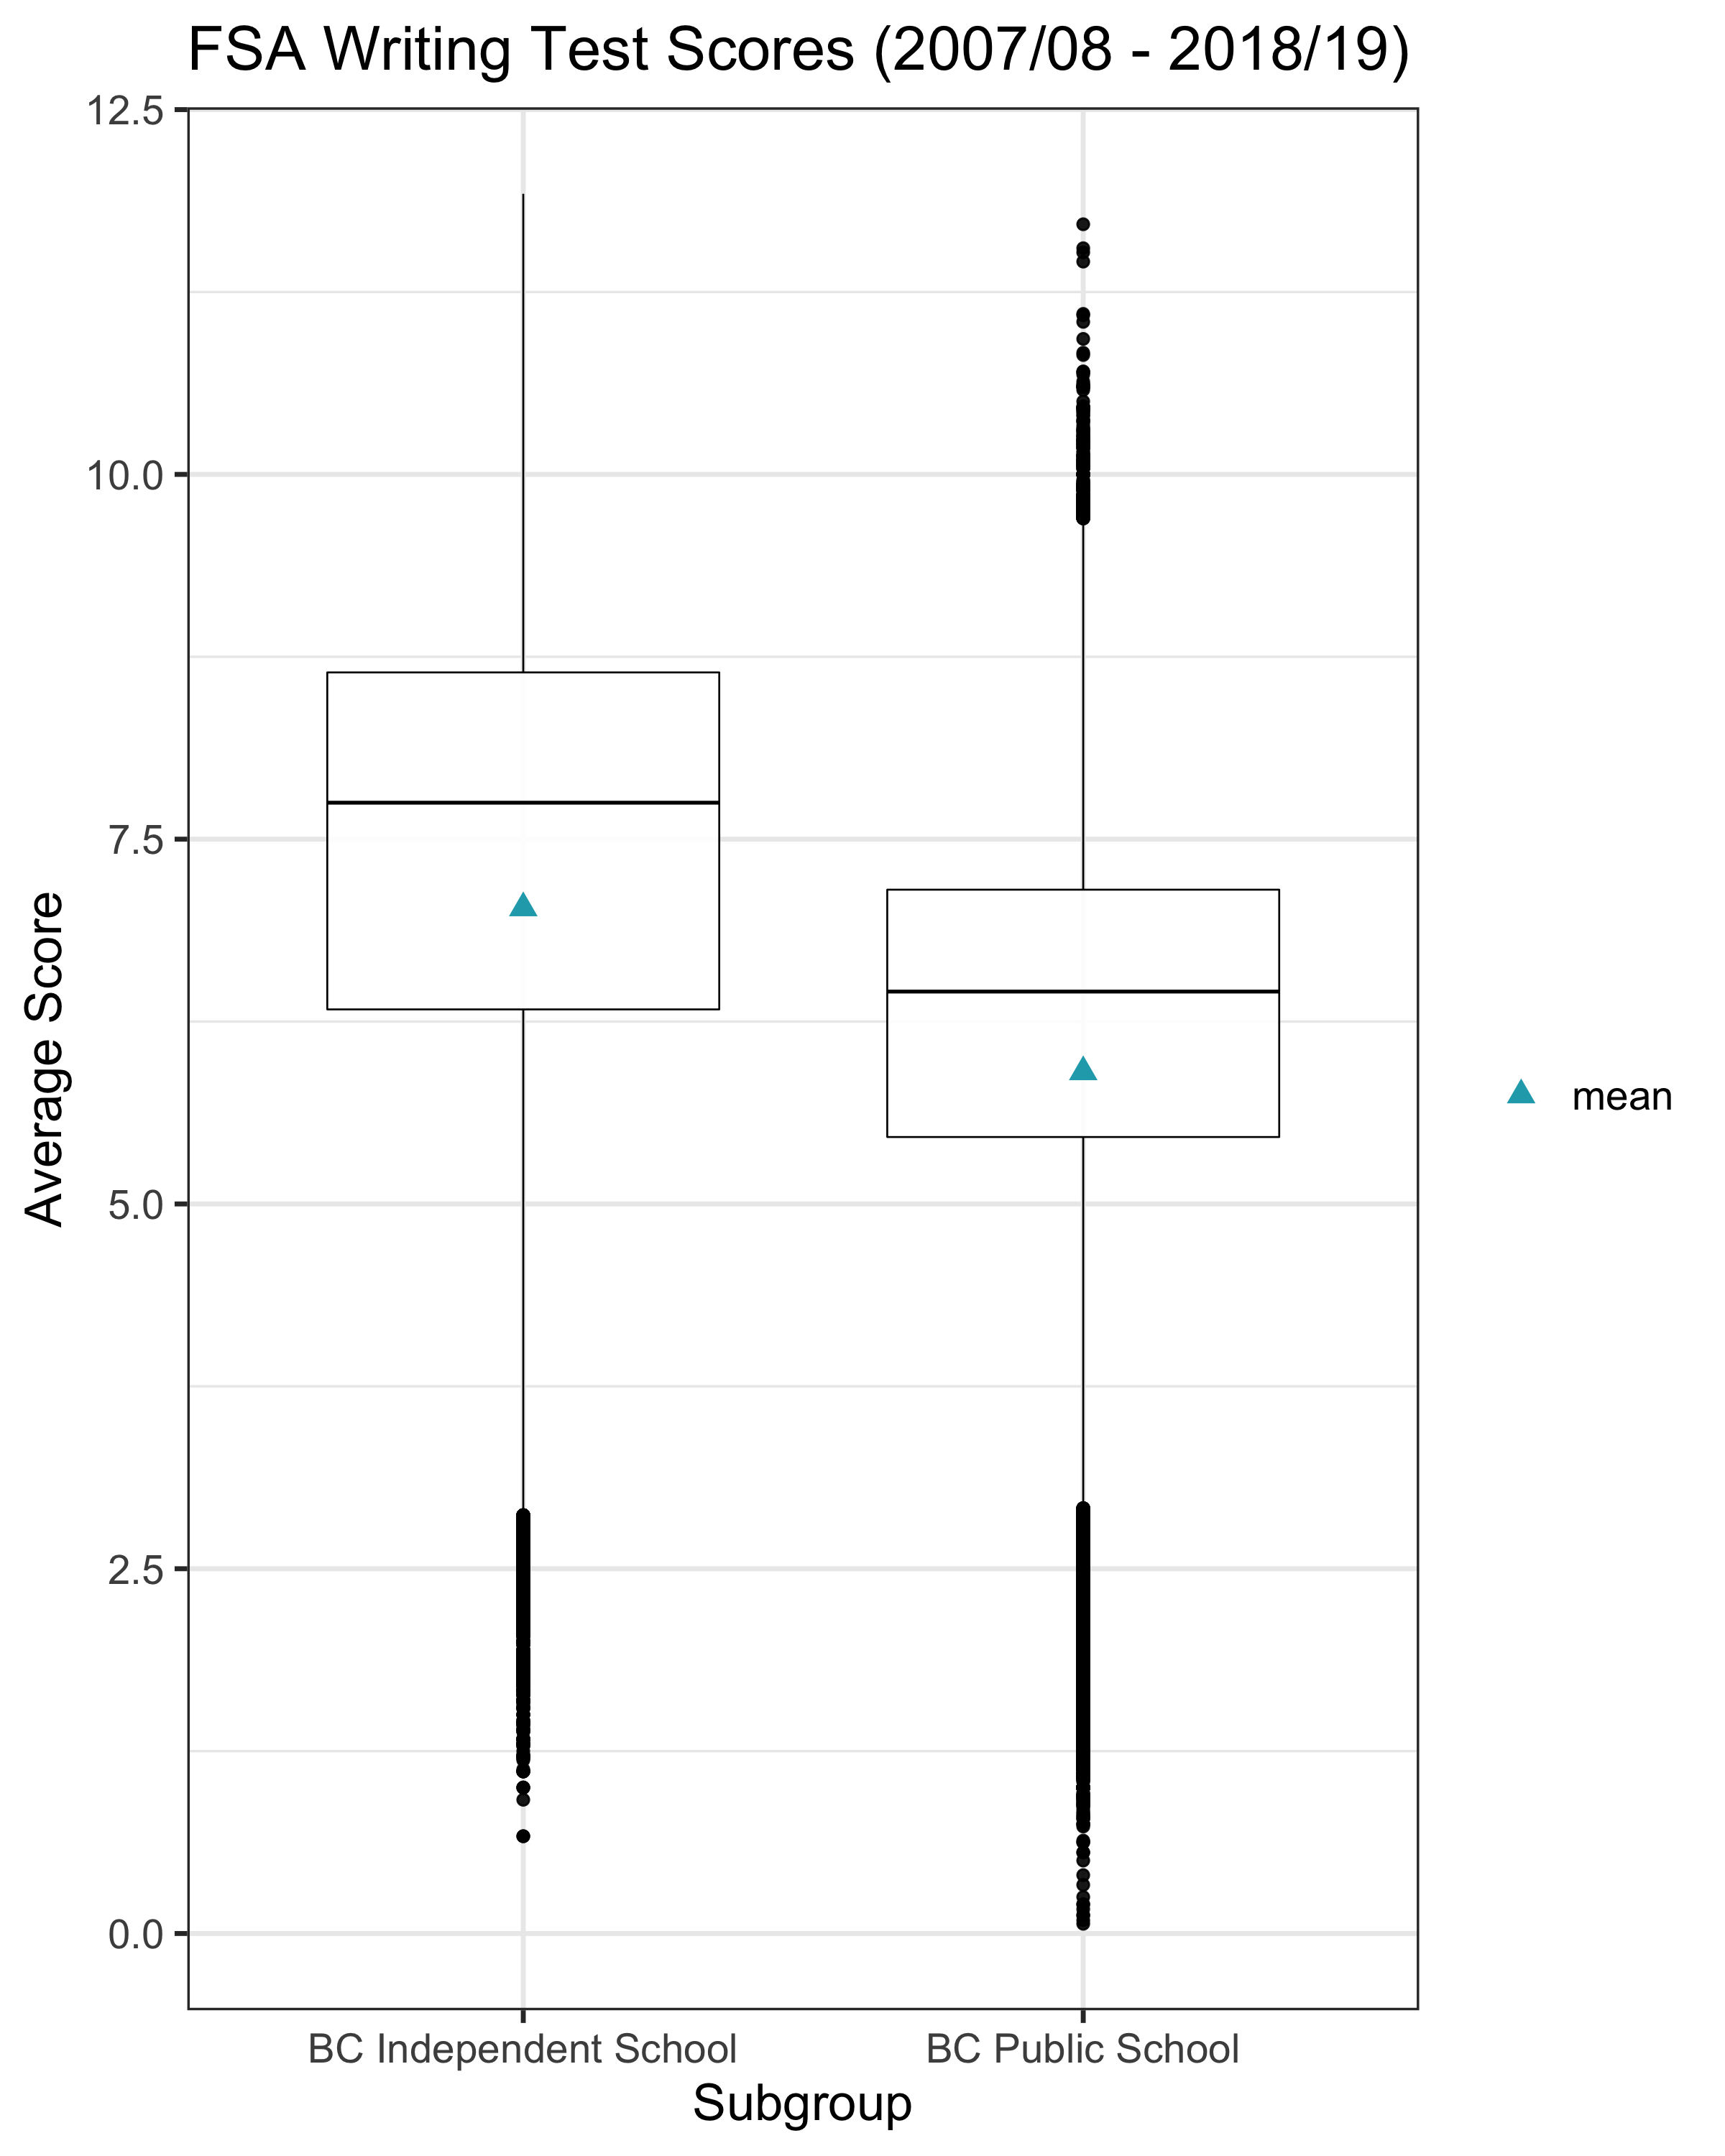 FSA Writing Test Scores (2007/08 - 2018/19)
12.5
10.0
7.5
5.0
2.5
0.0
Average Score
BC Independent School
BC Public School
Subgroup
mean